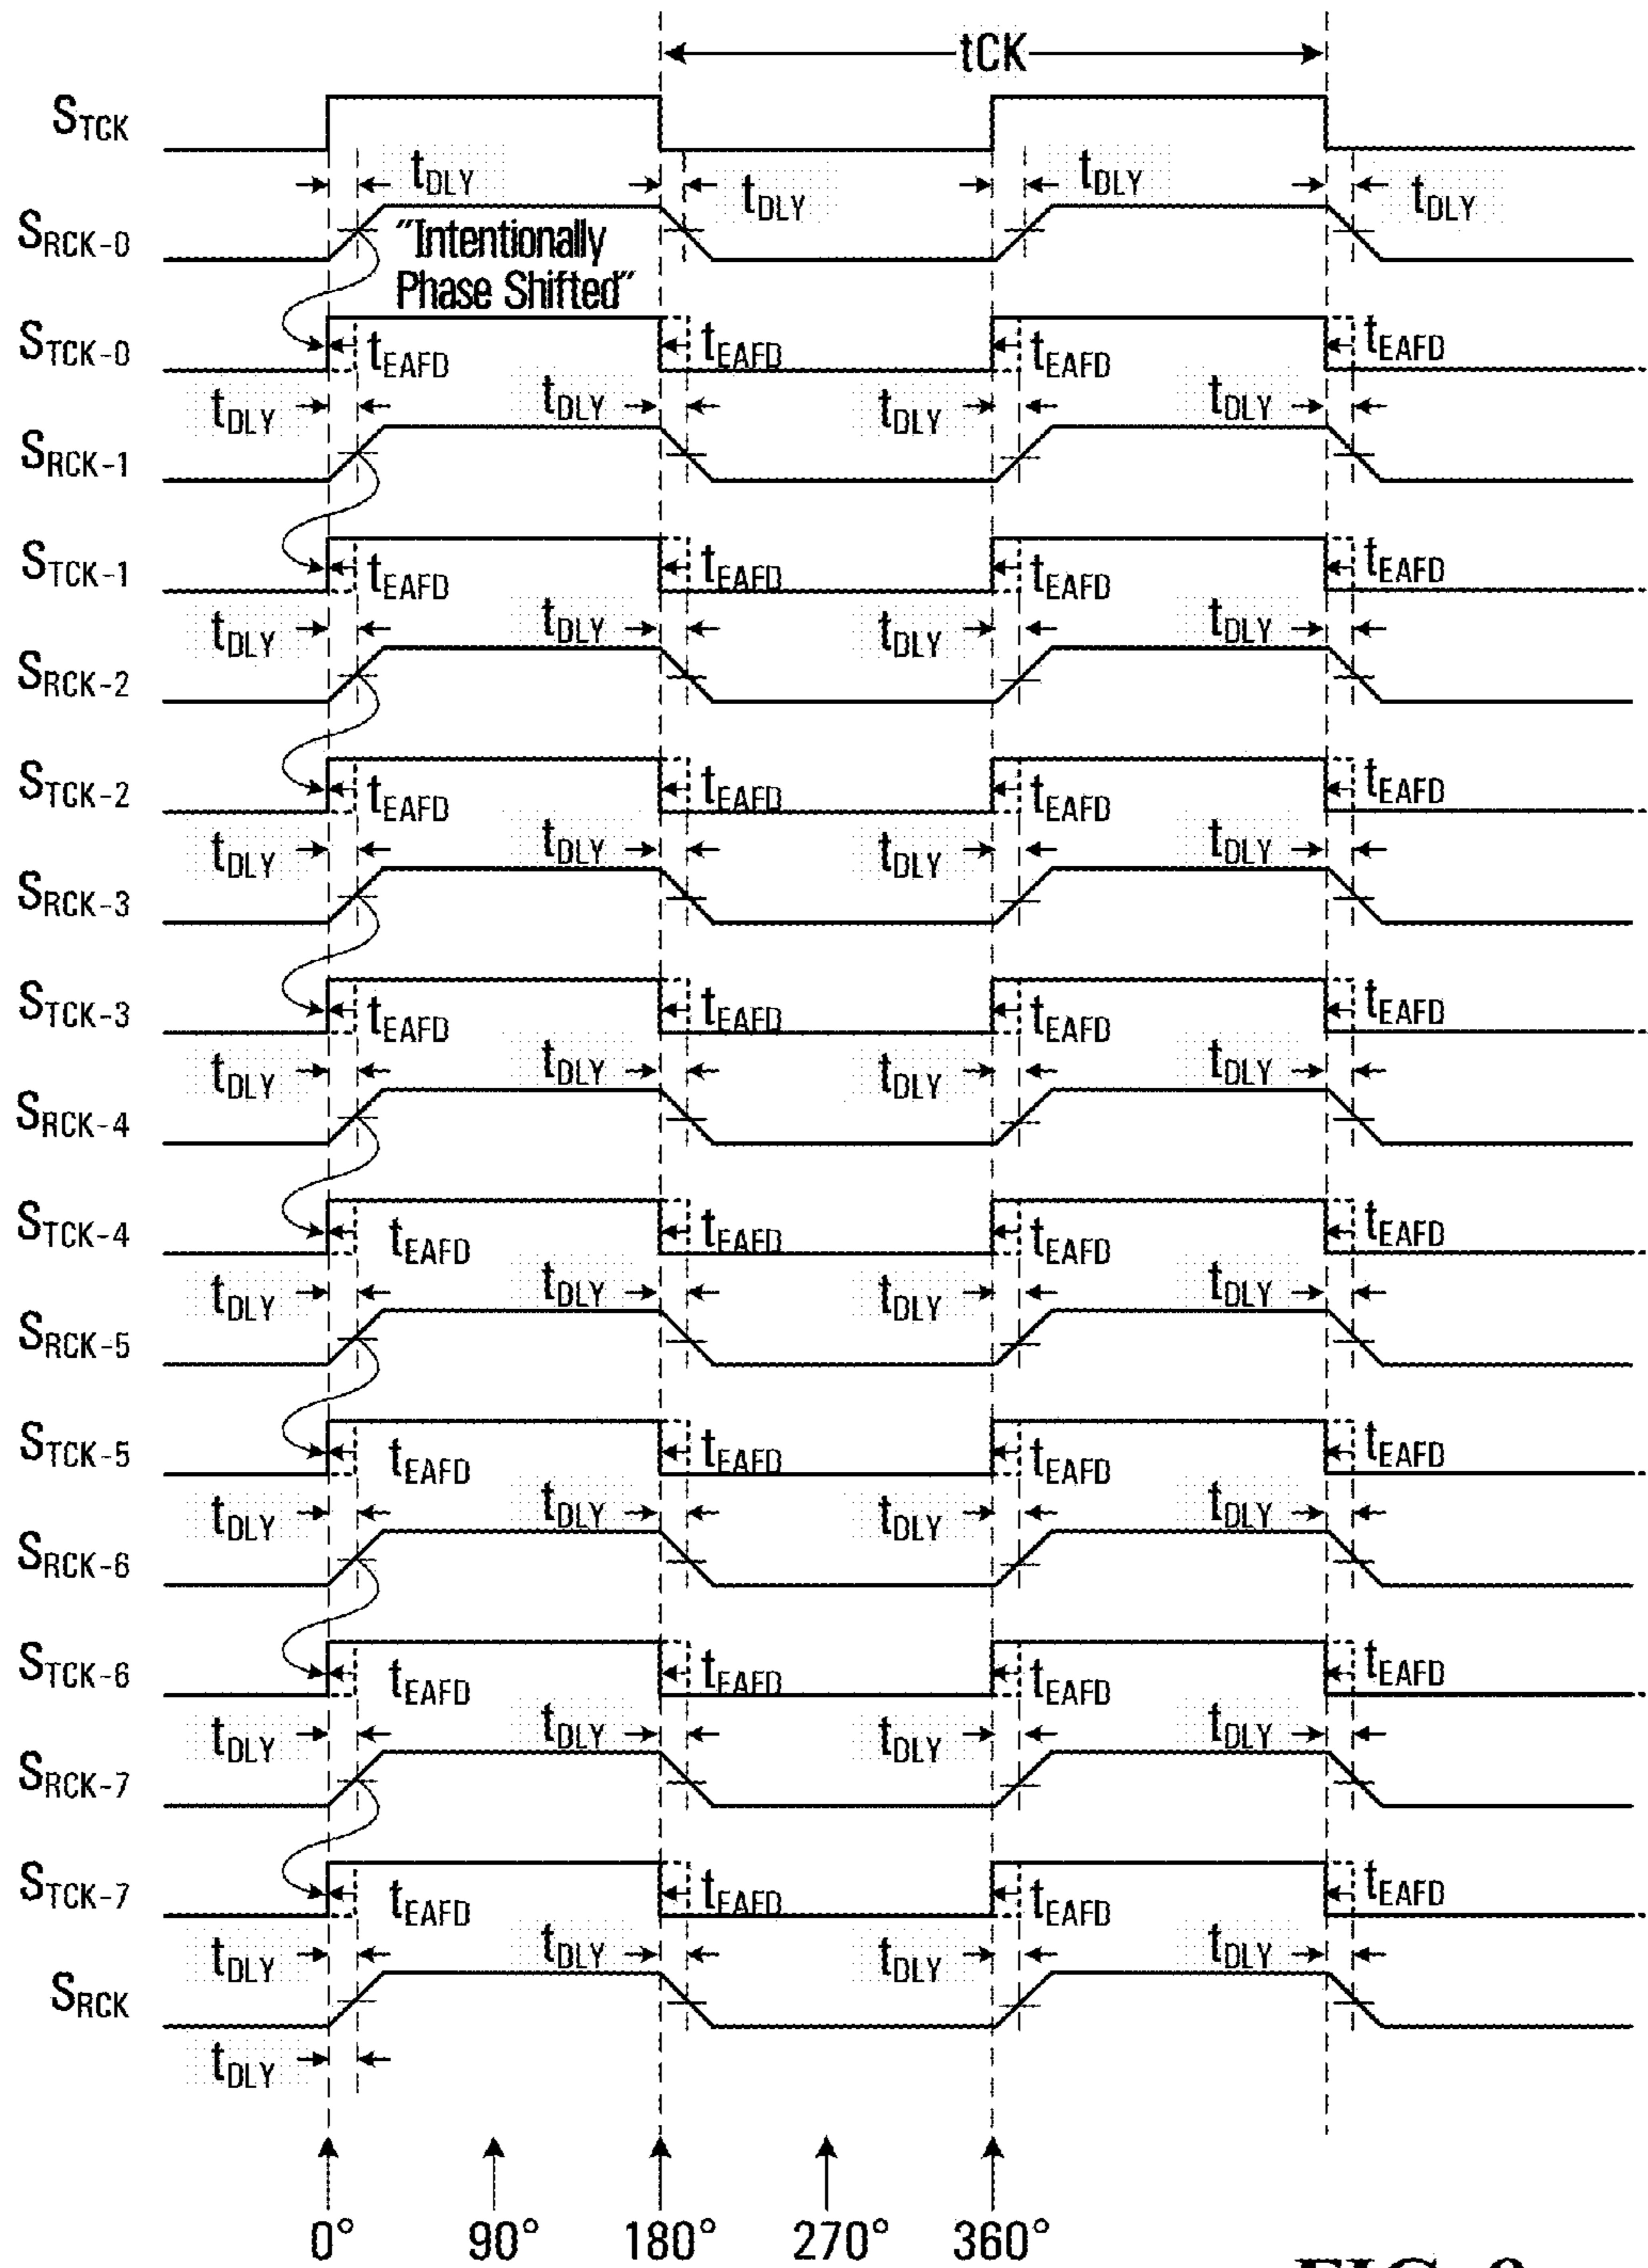 tCK
STCK
tDLY tDLY tDLY tDLY
SRCK-0
"Intentionally
Phase Shifted"
STCK-0
tEAFD tEAFD tEAFD tEAFD
tDLY tDLY tDLY tDLY
SRCK-1
STCK-1
tEAFD tEAFD tEAFD tEAFD
tDLY tDLY tDLY tDLY
SRCK-2
STCK-2
tEAFD tEAFD tEAFD tEAFD
tDLY tDLY tDLY tDLY
SRCK-3
STCK-3
tEAFD tEAFD tEAFD tEAFD
tDLY tDLY tDLY tDLY
SRCK-4
STCK-4
tEAFD tEAFD tEAFD tEAFD
tDLY tDLY tDLY tDLY
SRCK-5
STCK-5
tEAFD tEAFD tEAFD tEAFD
tDLY tDLY tDLY tDLY
SRCK-6
STCK-6
tEAFD tEAFD tEAFD tEAFD
tDLY tDLY tDLY tDLY
SRCK-7
STCK-7
tEAFD tEAFD tEAFD tEAFD
tDLY tDLY tDLY tDLY
SRCK
tDLY
0° 90° 180° 270° 360°